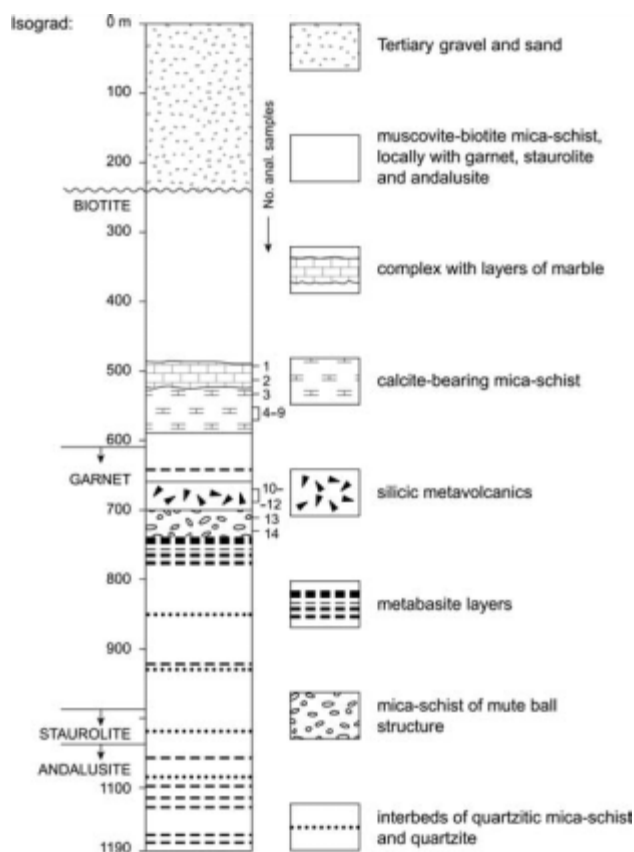 Isograd:
0 m
100
200
BIOTITE
300
400
500
600
GARNET
700
800
900
STAUROLITE
ANDALUSITE
1100
1190
No. anal. samples
1
2
3
4–9
10–
–12
13
14
Tertiary gravel and sand
muscovite-biotite mica-schist,
locally with garnet, staurolite
and andalusite
complex with layers of marble
calcite-bearing mica-schist
silicic metavolcanics
metabasite layers
mica-schist of mute ball
structure
interbeds of quartzitic mica-schist
and quartzite